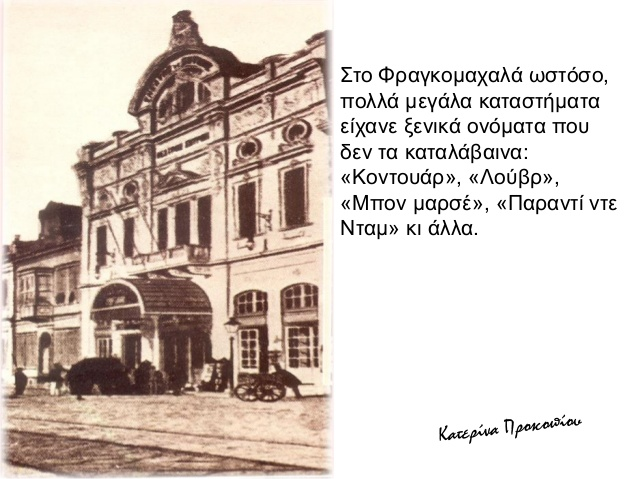 Στο Φραγκομαχαλά ωστόσο,
πολλά μεγάλα καταστήματα
είχανε ξενικά ονόματα που
δεν τα καταλάβαινα:
«Κοντουάρ», «Λούβρ»,
«Μπον μαρσέ», «Παραντί ντε
Νταμ» κι άλλα.
Κατερίνα Προκοπίου